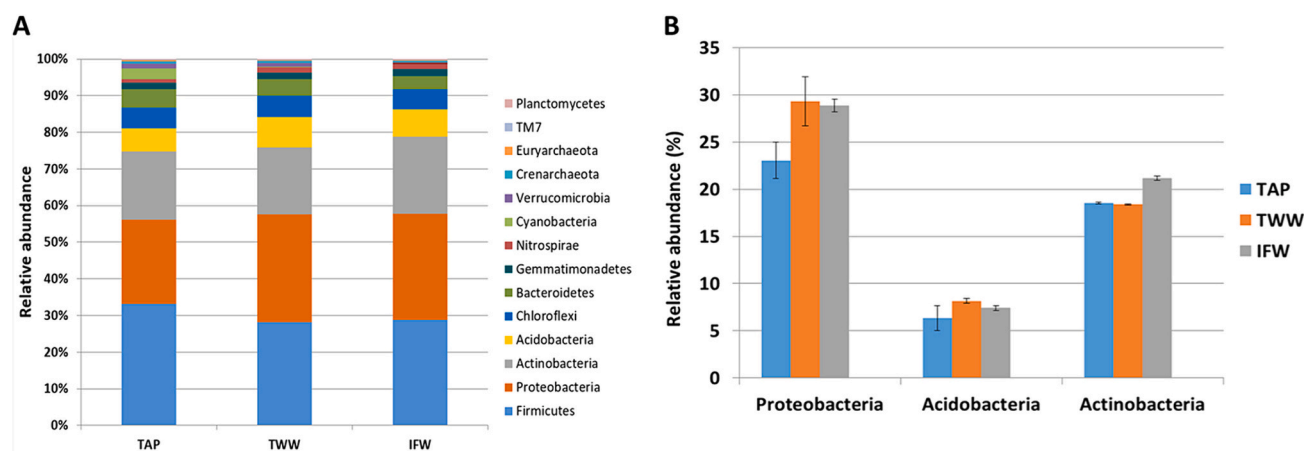 A
Relative abundance
100%
90%
80%
70%
60%
50%
40%
30%
20%
10%
0%
TAP
TWW
IFW
Planctomycetes
TM7
Euryarchaeota
Crenarchaeota
Verrucomicrobia
Cyanobacteria
Nitrospirae
Gemmatimonadetes
Bacteroidetes
Chloroflexi
Acidobacteria
Actinobacteria
Proteobacteria
Firmicutes
B
Relative abundance (%)
35
30
25
20
15
10
5
0
Proteobacteria
Acidobacteria
Actinobacteria
TAP
TWW
IFW